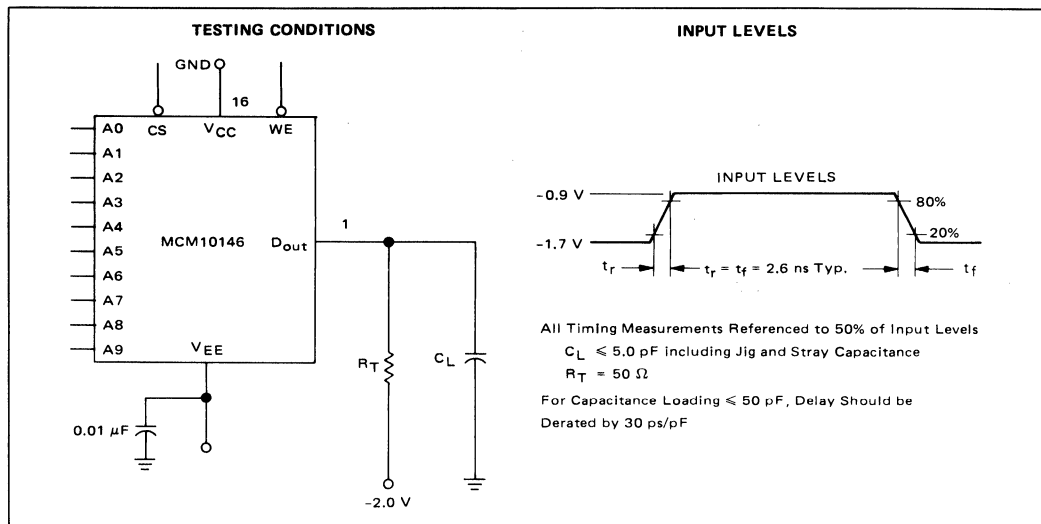 TESTING CONDITIONS
INPUT LEVELS
GND
16
CS
VCC
WE
A0
A1
A2
A3
A4
A5
A6
A7
A8
A9
MCM10146
Dout
1
VEE
0.01 µF
RT
CL
-2.0 V
INPUT LEVELS
-0.9 V
80%
-1.7 V
20%
tr
tr = tf = 2.6 ns Typ.
tf
All Timing Measurements Referenced to 50% of Input Levels
CL ≤ 5.0 pF including Jig and Stray Capacitance
RT = 50 Ω
For Capacitance Loading ≤ 50 pF, Delay Should be
Derated by 30 ps/pF